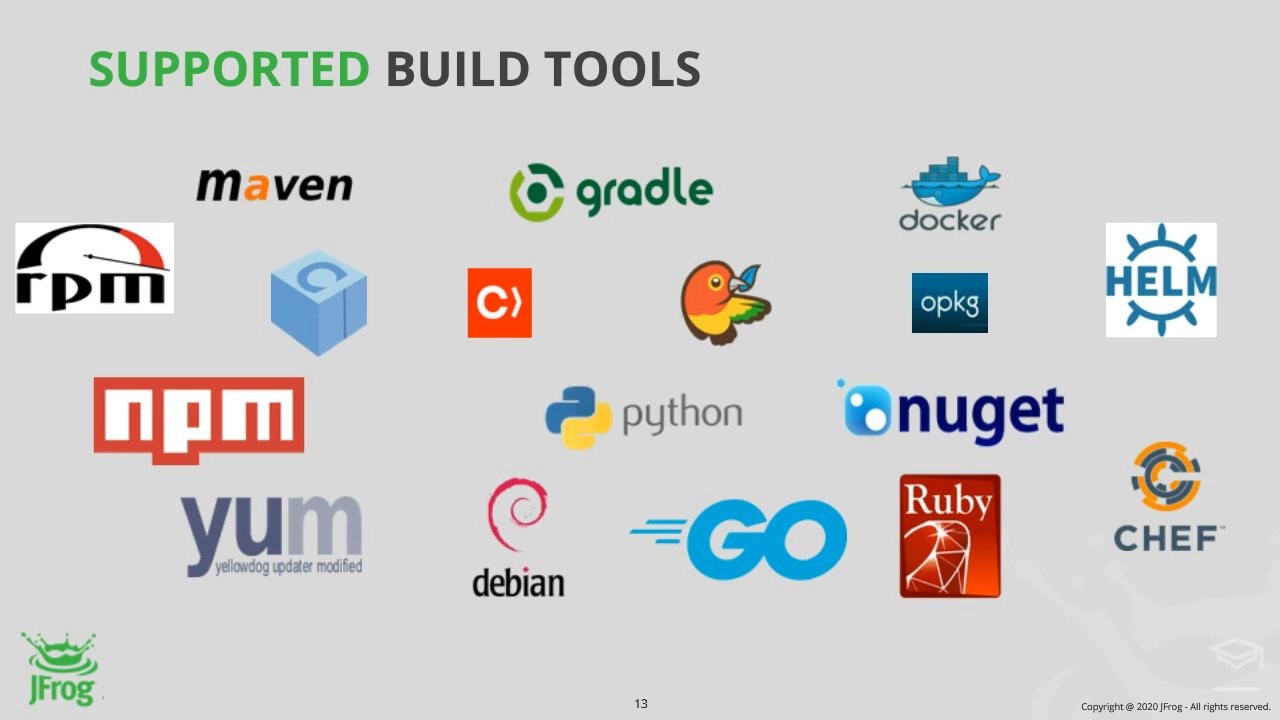 SUPPORTED BUILD TOOLS
maven
gradle
docker
rpm
C
C
opkg
HELM
npm
python
nuget
CHEF™
yum
yellowdog updater modified
debian
GO
Ruby
JFrog
13
Copyright @ 2020 JFrog - All rights reserved.